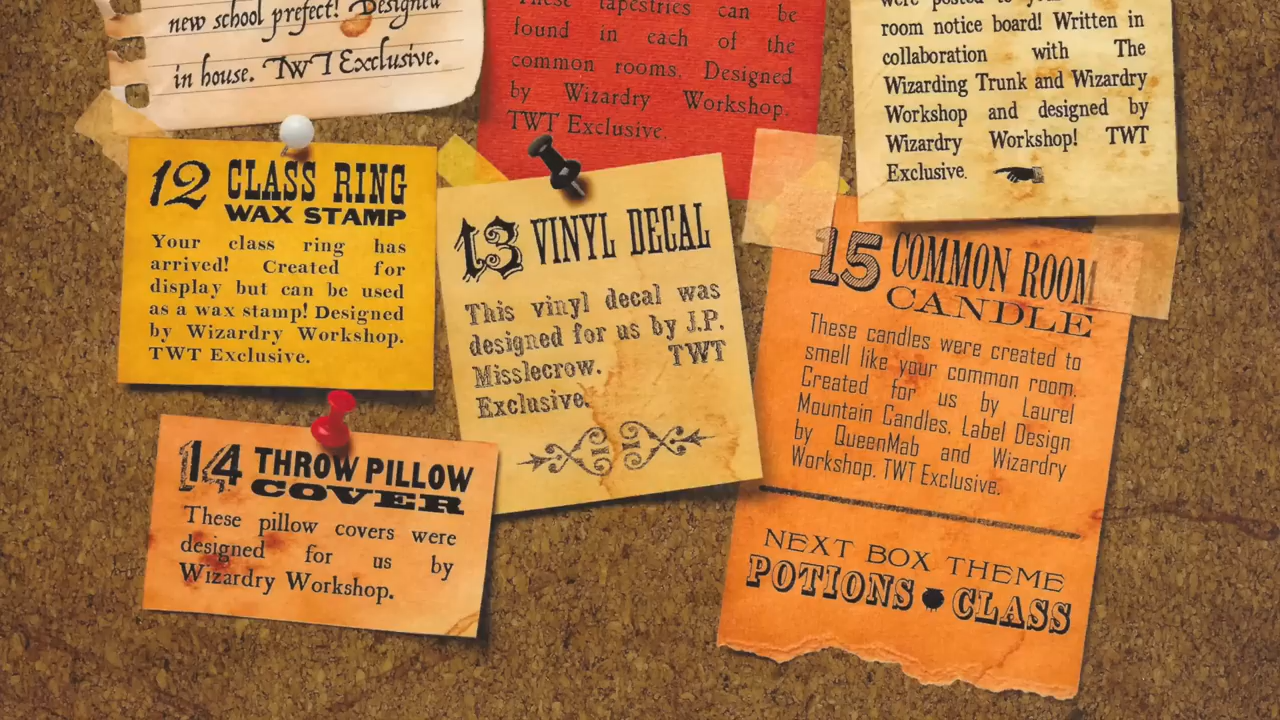 new school prefect! Designed
in house. TWT Exclusive.
These tapestries can be
found in each of the
common rooms. Designed
by Wizardry Workshop.
TWT Exclusive.
were posted to
room notice board! Written in
collaboration with The
Wizarding Trunk and Wizardry
Workshop and designed by
Wizardry Workshop! TWT
Exclusive.
12 CLASS RING
WAX STAMP
Your class ring has
arrived! Created for
display but can be used
as a wax stamp! Designed
by Wizardry Workshop.
TWT Exclusive.
13 VINYL DECAL
This vinyl decal was
designed for us by J.P.
Misslecrow. TWT
Exclusive.
14 THROW PILLOW
COVER
These pillow covers were
designed for us by
Wizardry Workshop.
15 COMMON ROOM
CANDLE
These candles were created to
smell like your common room.
Created for us by Laurel
Mountain Candles. Label Design
by QueenMab and Wizardry
Workshop. TWT Exclusive.
NEXT BOX THEME
POTIONS CLASS